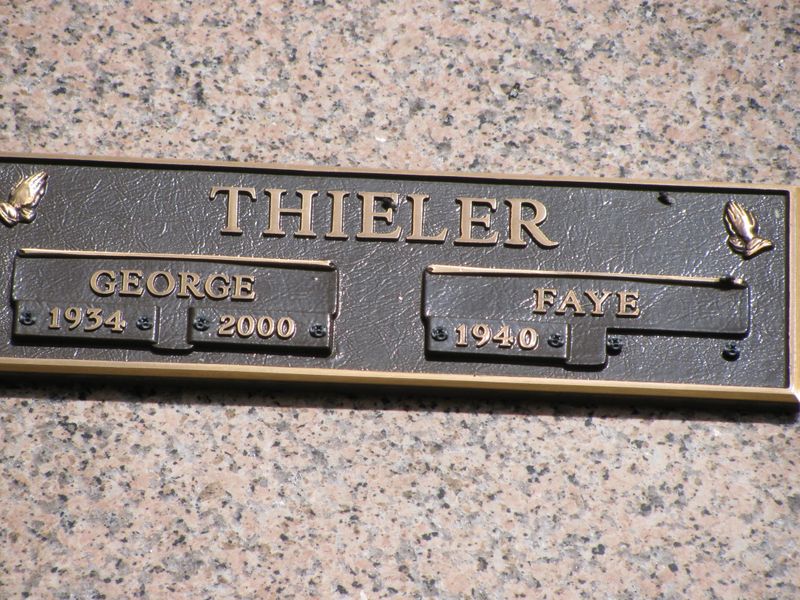 THIELER
GEORGE
1934 2000
FAYE
1940